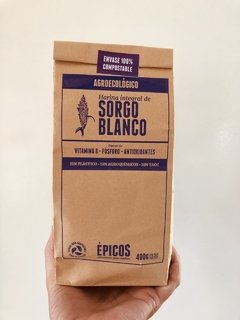 ENVASE 100%
COMPOSTABLE
AGROECOLÓGICO
Harina integral de
SORGO
BLANCO
VITAMINA B - FÓSFORO - ANTIOXIDANTES
SIN PLÁSTICO - SIN AGROQUÍMICOS - SIN TACC
ÉPICOS
400G